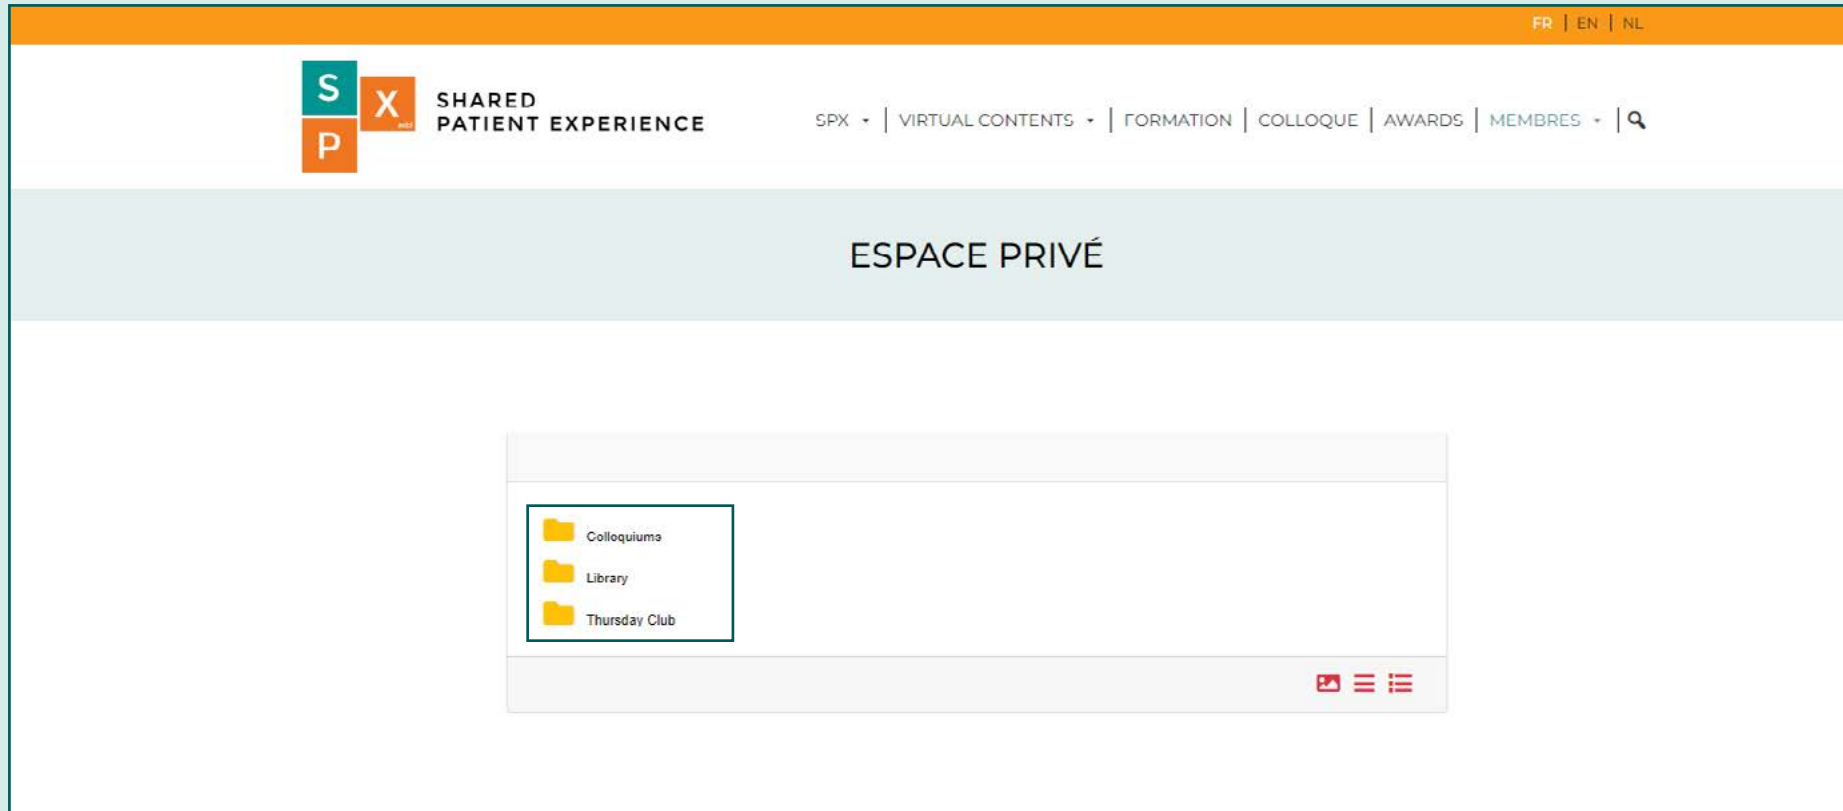 FR | EN | NL
S
X
P
SHARED
PATIENT EXPERIENCE
SPX | VIRTUAL CONTENTS | FORMATION | COLLOQUE | AWARDS | MEMBRES |
ESPACE PRIVÉ
Colloquiums
Library
Thursday Club